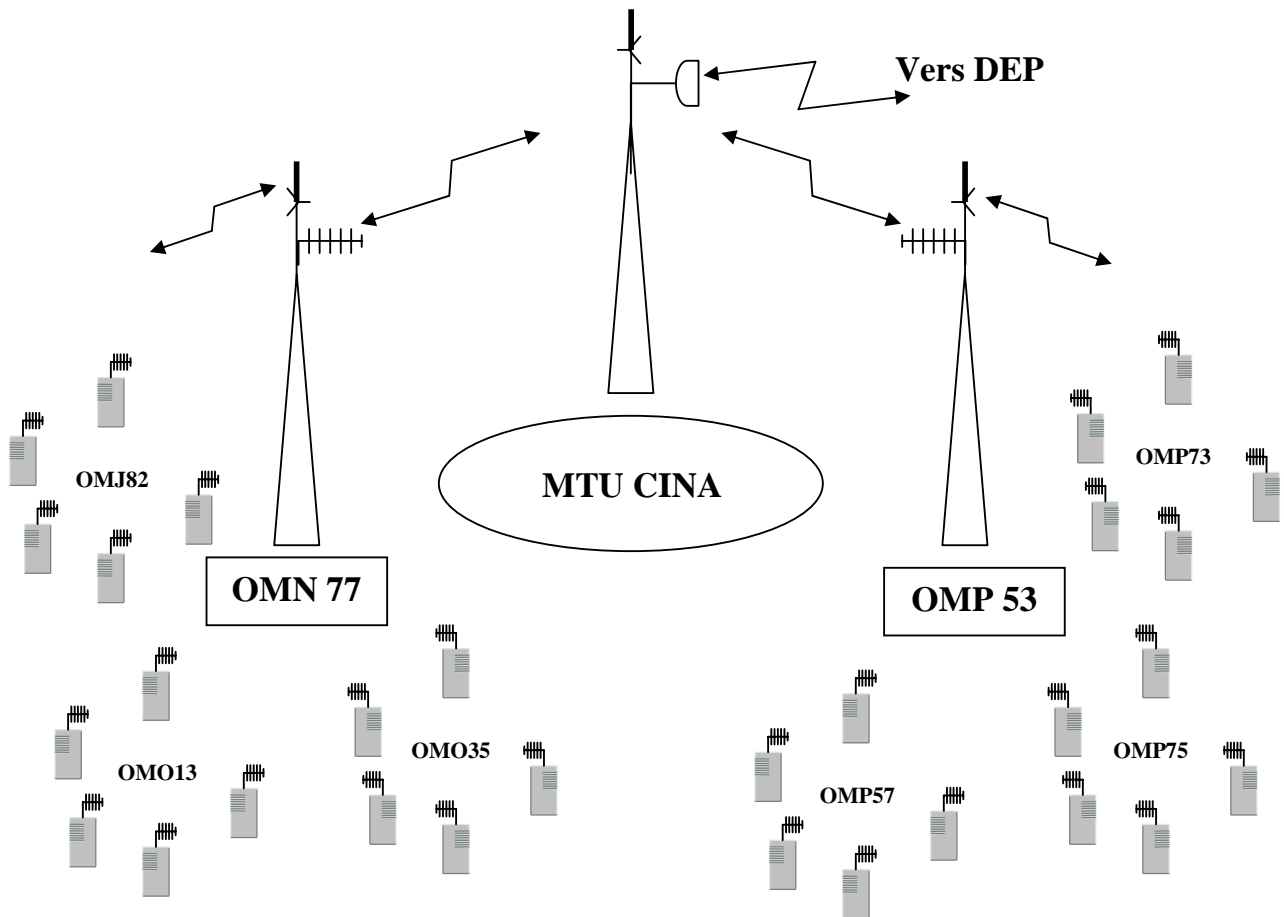 Vers DEP
OMJ82
MTU CINA
OMP73
OMN 77
OMP 53
OMO13
OMO35
OMP57
OMP75